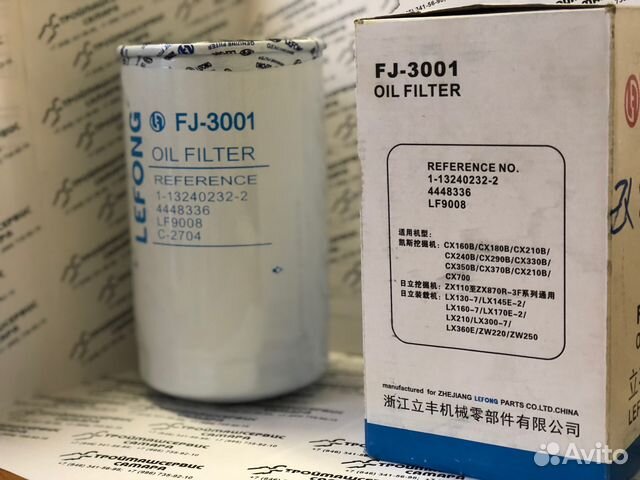 LEFONG
FJ-3001
OIL FILTER
REFERENCE
1-13240232-2
4448336
LF9008
C-2704
FJ-3001
OIL FILTER
REFERENCE NO.
1-13240232-2
4448336
LF9008
适用机型:
凯斯挖掘机: CX160B/CX180B/CX210B/
CX240B/CX290B/CX330B/
CX350B/CX370B/CX210B/
CX700
日立挖掘机: ZX110至ZX870R-3F系列通用
日立装载机: LX130-7/LX145E-2/
LX160-7/LX170E-2/
LX210/LX300-7/
LX360E/ZW220/ZW250
manufactured for ZHEJIANG LEFONG PARTS CO.LTD.CHINA
浙江立丰机械零部件有限公司
СТРОЙМАШСЕРВИС
САМАРА
Avito